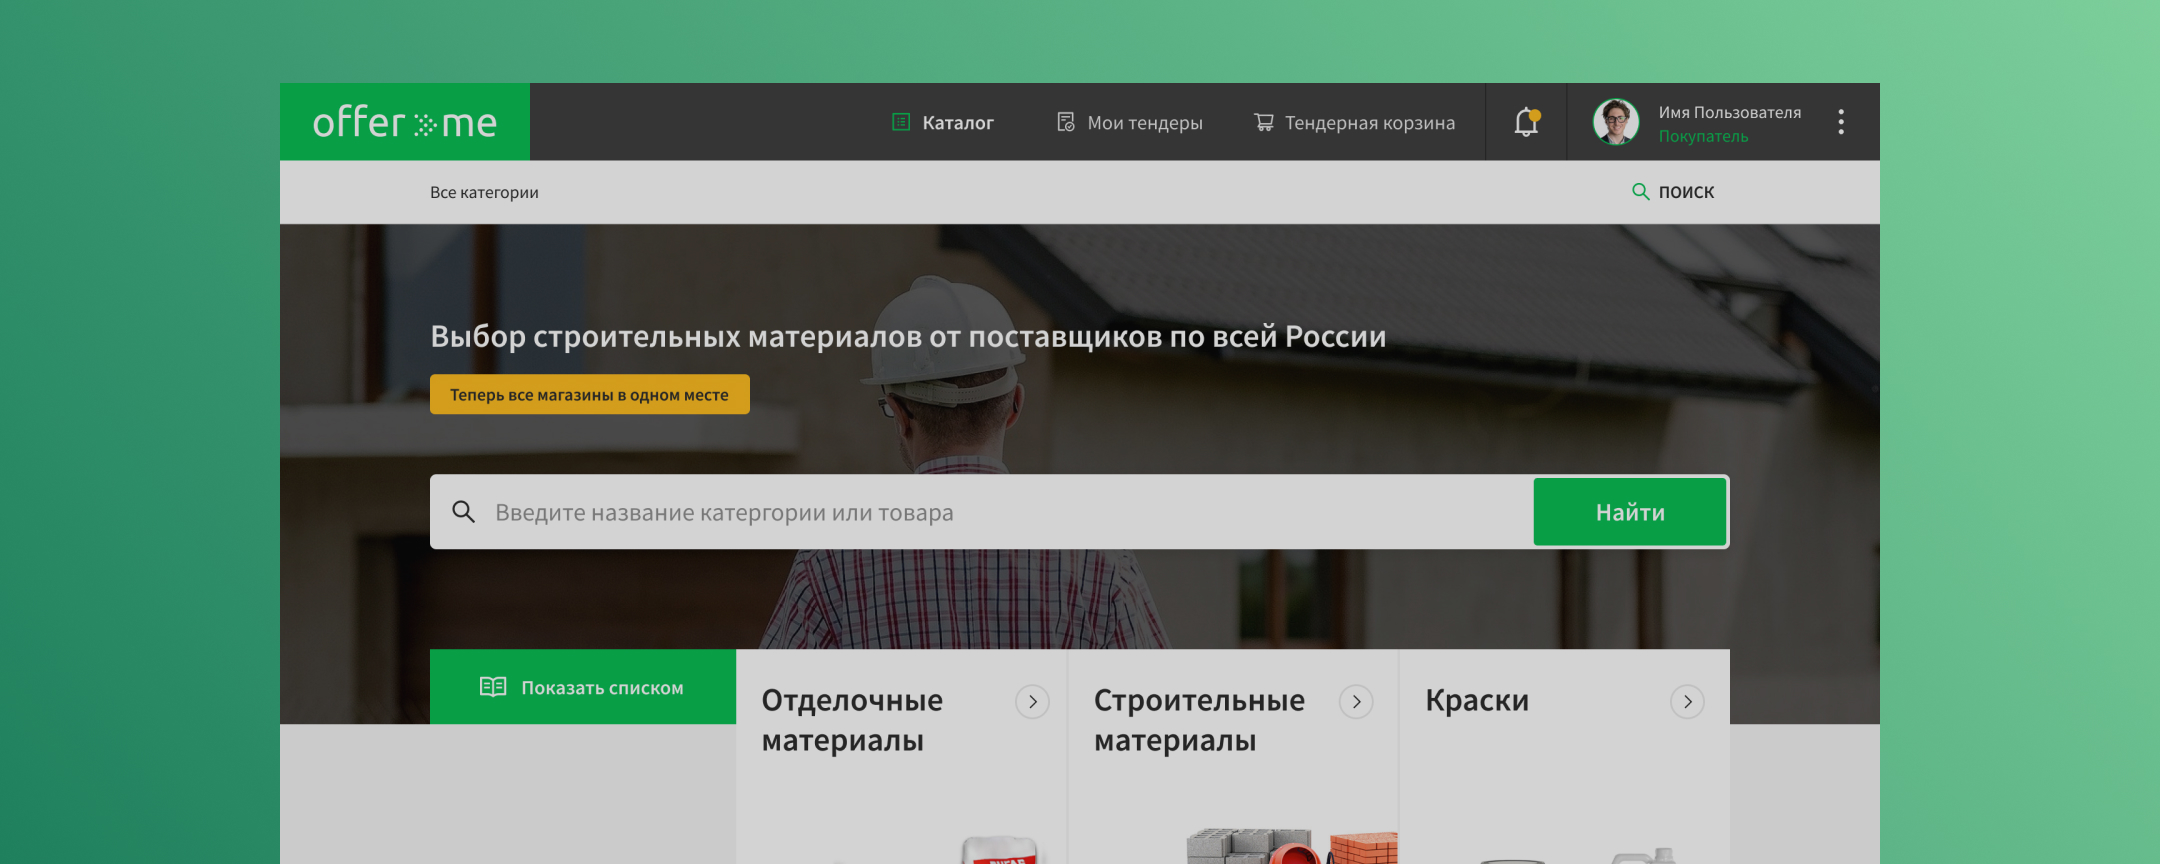 offer me
Каталог
Мои тендеры
Тендерная корзина
Имя Пользователя
Покупатель
Все категории
ПОИСК
Выбор строительных материалов от поставщиков по всей России
Теперь все магазины в одном месте
Введите название катергории или товара
Найти
Показать списком
Отделочные
материалы
Строительные
материалы
Краски